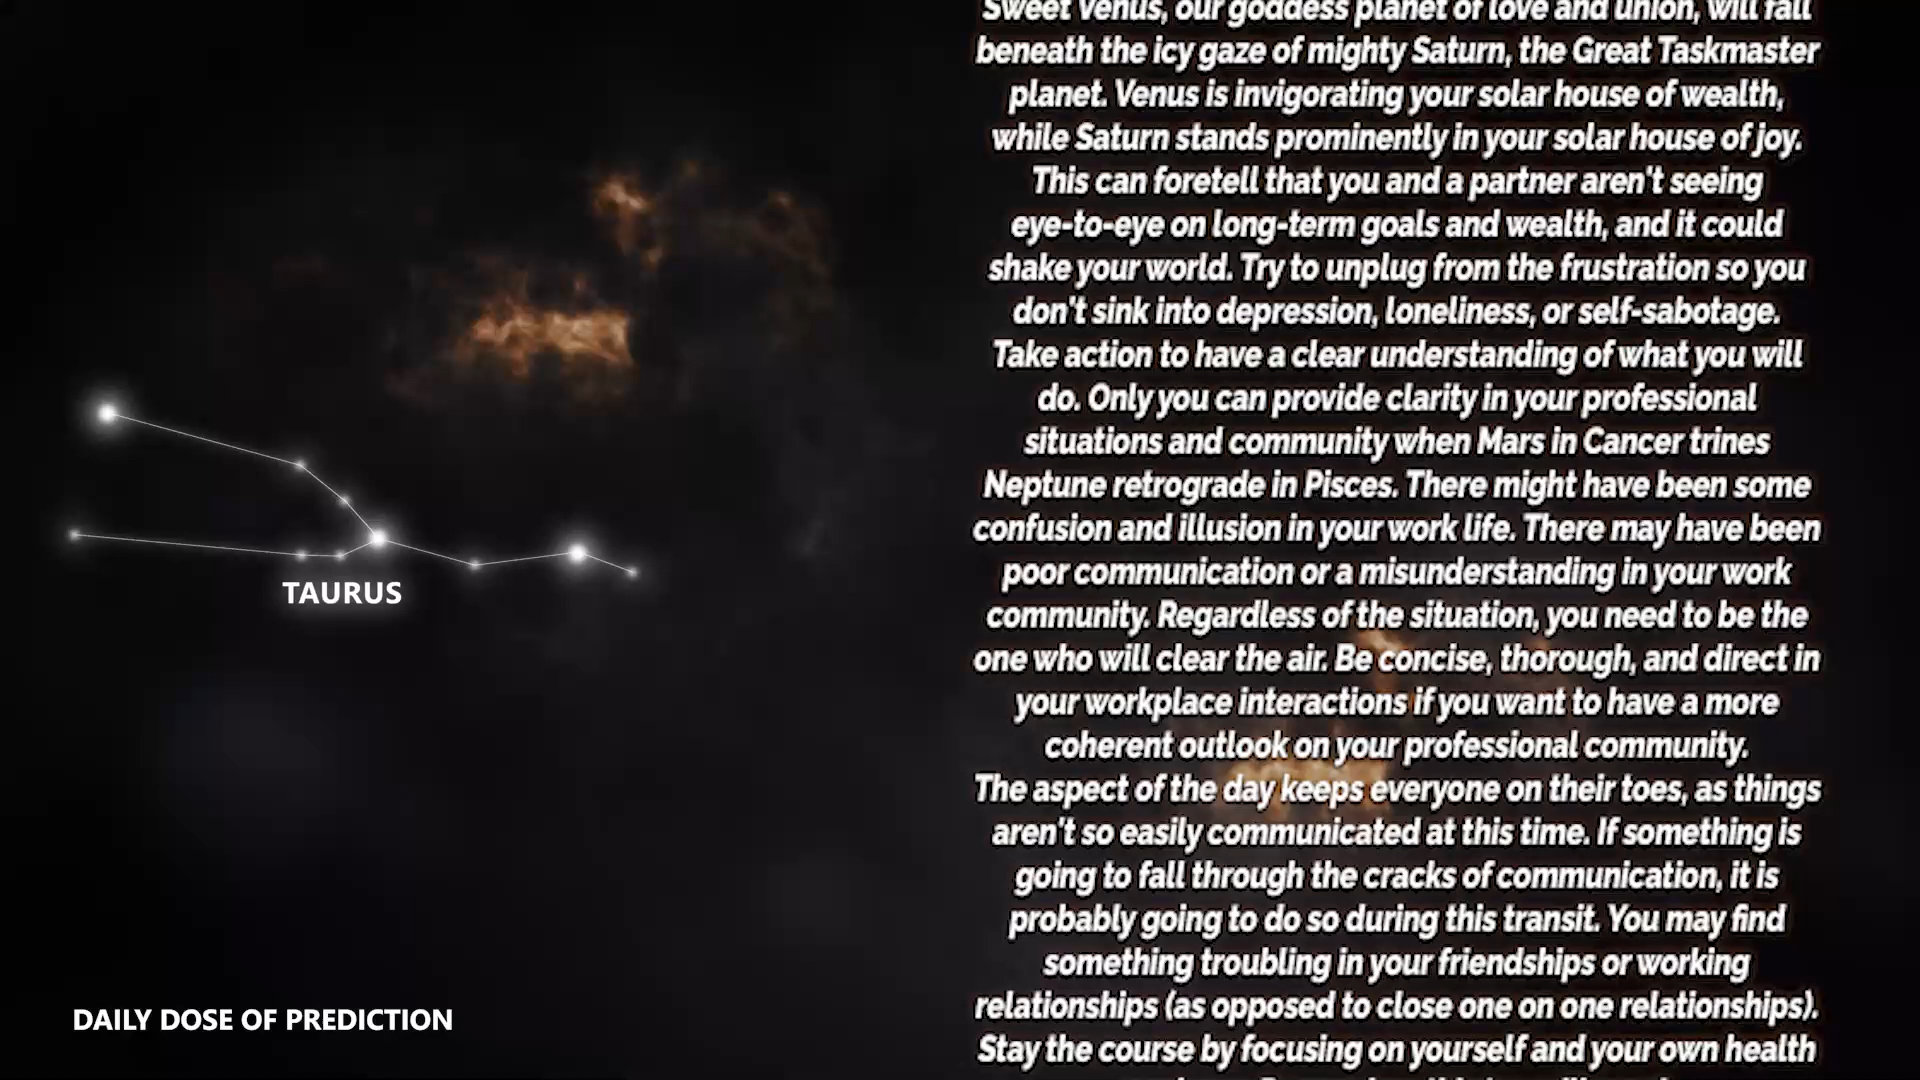 Sweet Venus, our goddess planet of love and union, will fall
beneath the icy gaze of mighty Saturn, the Great Taskmaster
planet. Venus is invigorating your solar house of wealth,
while Saturn stands prominently in your solar house of joy.
This can foretell that you and a partner aren't seeing
eye-to-eye on long-term goals and wealth, and it could
shake your world. Try to unplug from the frustration so you
don't sink into depression, loneliness, or self-sabotage.
Take action to have a clear understanding of what you will
do. Only you can provide clarity in your professional
situations and community when Mars in Cancer trines
Neptune retrograde in Pisces. There might have been some
confusion and illusion in your work life. There may have been
poor communication or a misunderstanding in your work
community. Regardless of the situation, you need to be the
one who will clear the air. Be concise, thorough, and direct in
your workplace interactions if you want to have a more
coherent outlook on your professional community.
The aspect of the day keeps everyone on their toes, as things
aren't so easily communicated at this time. If something is
going to fall through the cracks of communication, it is
probably going to do so during this transit. You may find
something troubling in your friendships or working
relationships (as opposed to close one on one relationships).
Stay the course by focusing on yourself and your own health
TAURUS
DAILY DOSE OF PREDICTION